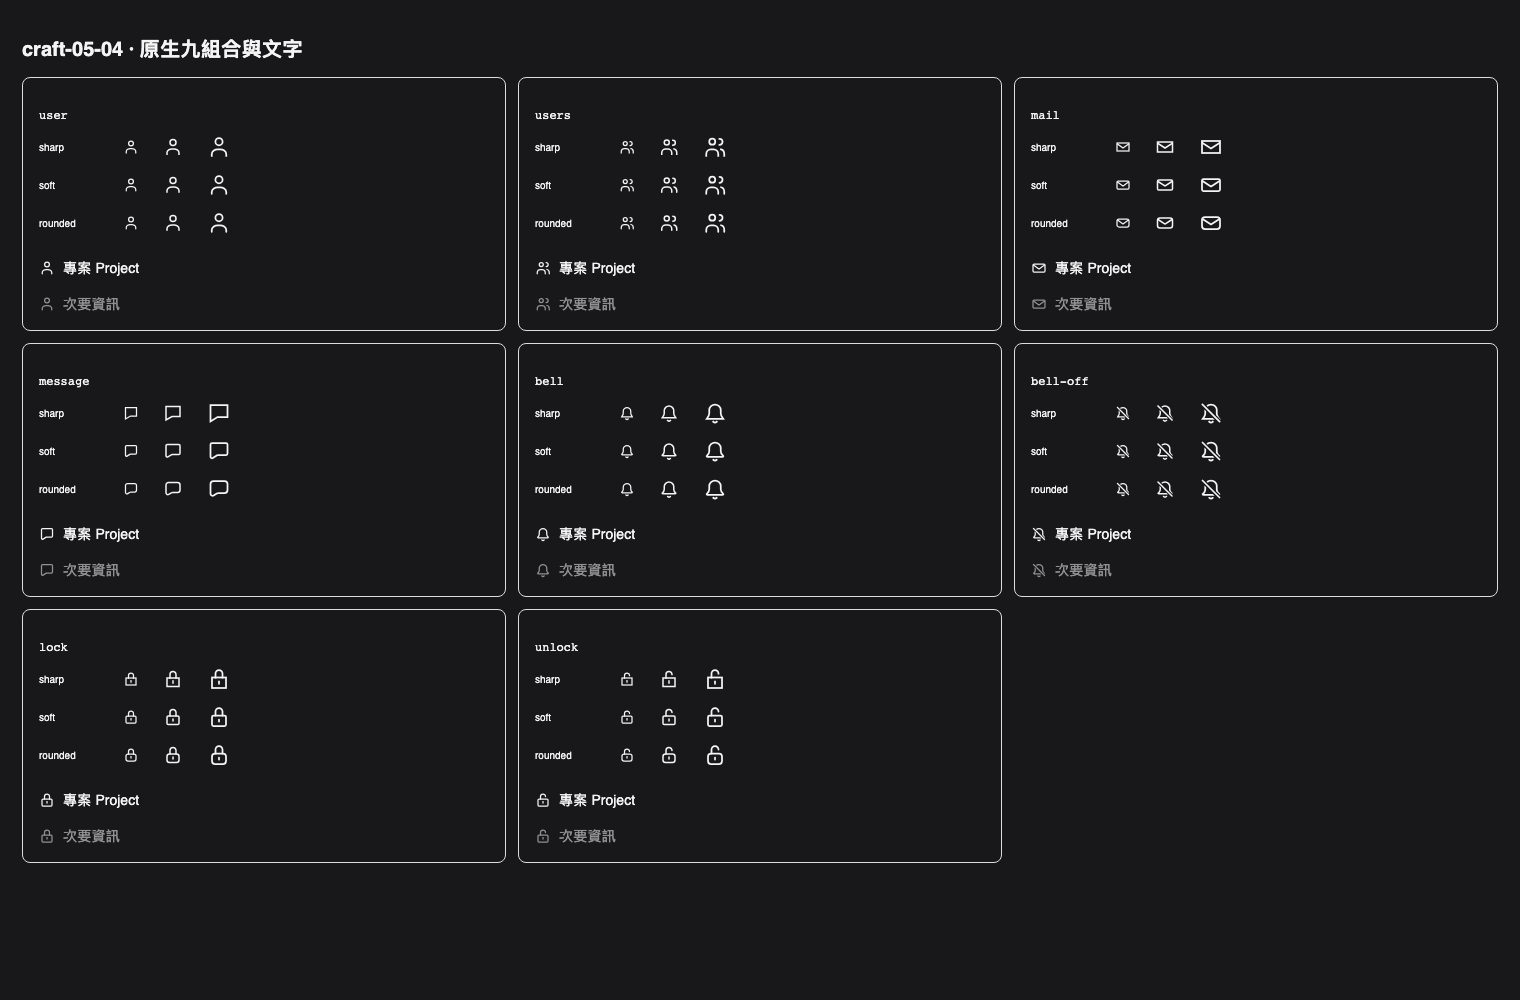 craft-05-04 · 原生九組合與文字
user
sharp
soft
rounded
專案 Project
次要資訊
users
sharp
soft
rounded
專案 Project
次要資訊
mail
sharp
soft
rounded
專案 Project
次要資訊
message
sharp
soft
rounded
專案 Project
次要資訊
bell
sharp
soft
rounded
專案 Project
次要資訊
bell-off
sharp
soft
rounded
專案 Project
次要資訊
lock
sharp
soft
rounded
專案 Project
次要資訊
unlock
sharp
soft
rounded
專案 Project
次要資訊